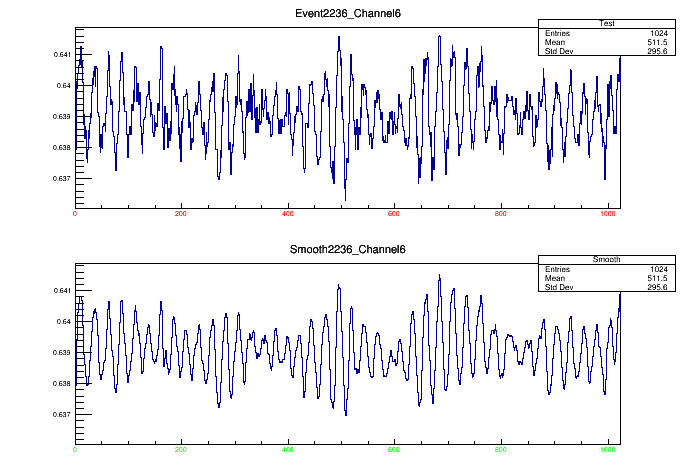 Event2236_Channel6
Test
Entries 1024
Mean 511.5
Std Dev 295.6
0.641
0.64
0.639
0.638
0.637
0 200 400 600 800 1000
Smooth2236_Channel6
Smooth
Entries 1024
Mean 511.5
Std Dev 295.6
0.641
0.64
0.639
0.638
0.637
0 200 400 600 800 1000